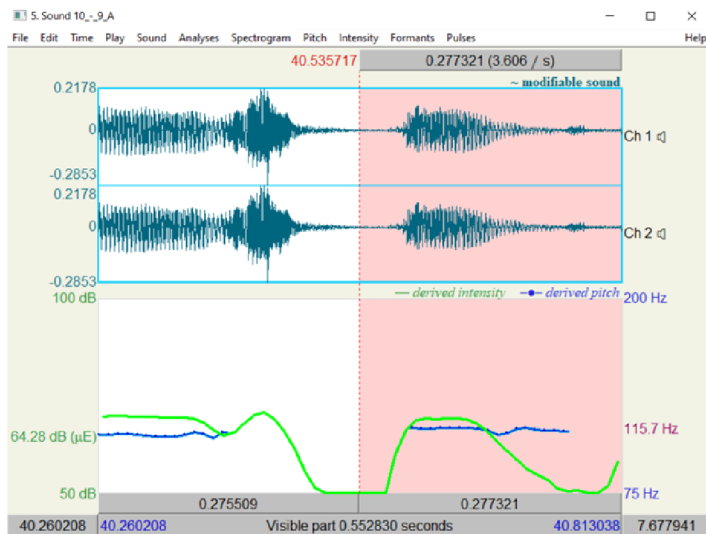 5. Sound 10_-_9_A
File Edit Time Play Sound Analyses Spectrogram Pitch Intensity Formants Pulses Help
40.535717 0.277321 (3.606 / s)
~ modifiable sound
0.2178
0
-0.2853
Ch 1
0.2178
0
-0.2853
Ch 2
derived intensity derived pitch
100 dB 200 Hz
64.28 dB (µE) 115.7 Hz
50 dB 75 Hz
0.275509 0.277321
40.260208 40.260208 Visible part 0.552830 seconds 40.813038 7.677941